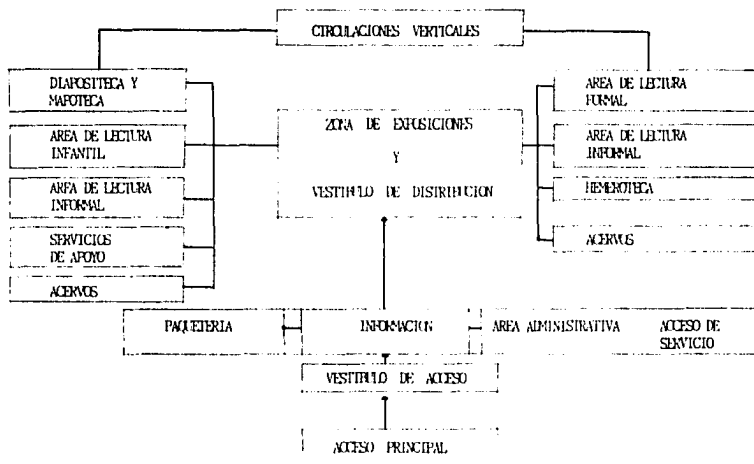 CIRCULACIONES VERTICALES
DIAPOSITECA Y
MAPOTECA
AREA DE LECTURA
INFANTIL
AREA DE LECTURA
INFORMAL
SERVICIOS
DE APOYO
ACERVOS
ZONA DE EXPOSICIONES
Y
VESTIBULO DE DISTRIBUCION
AREA DE LECTURA
FORMAL
AREA DE LECTURA
INFORMAL
HEMEROTECA
ACERVOS
PAQUETERIA
INFORMACION
AREA ADMINISTRATIVA
ACCESO DE
SERVICIO
VESTIBULO DE ACCESO
ACCESO PRINCIPAL